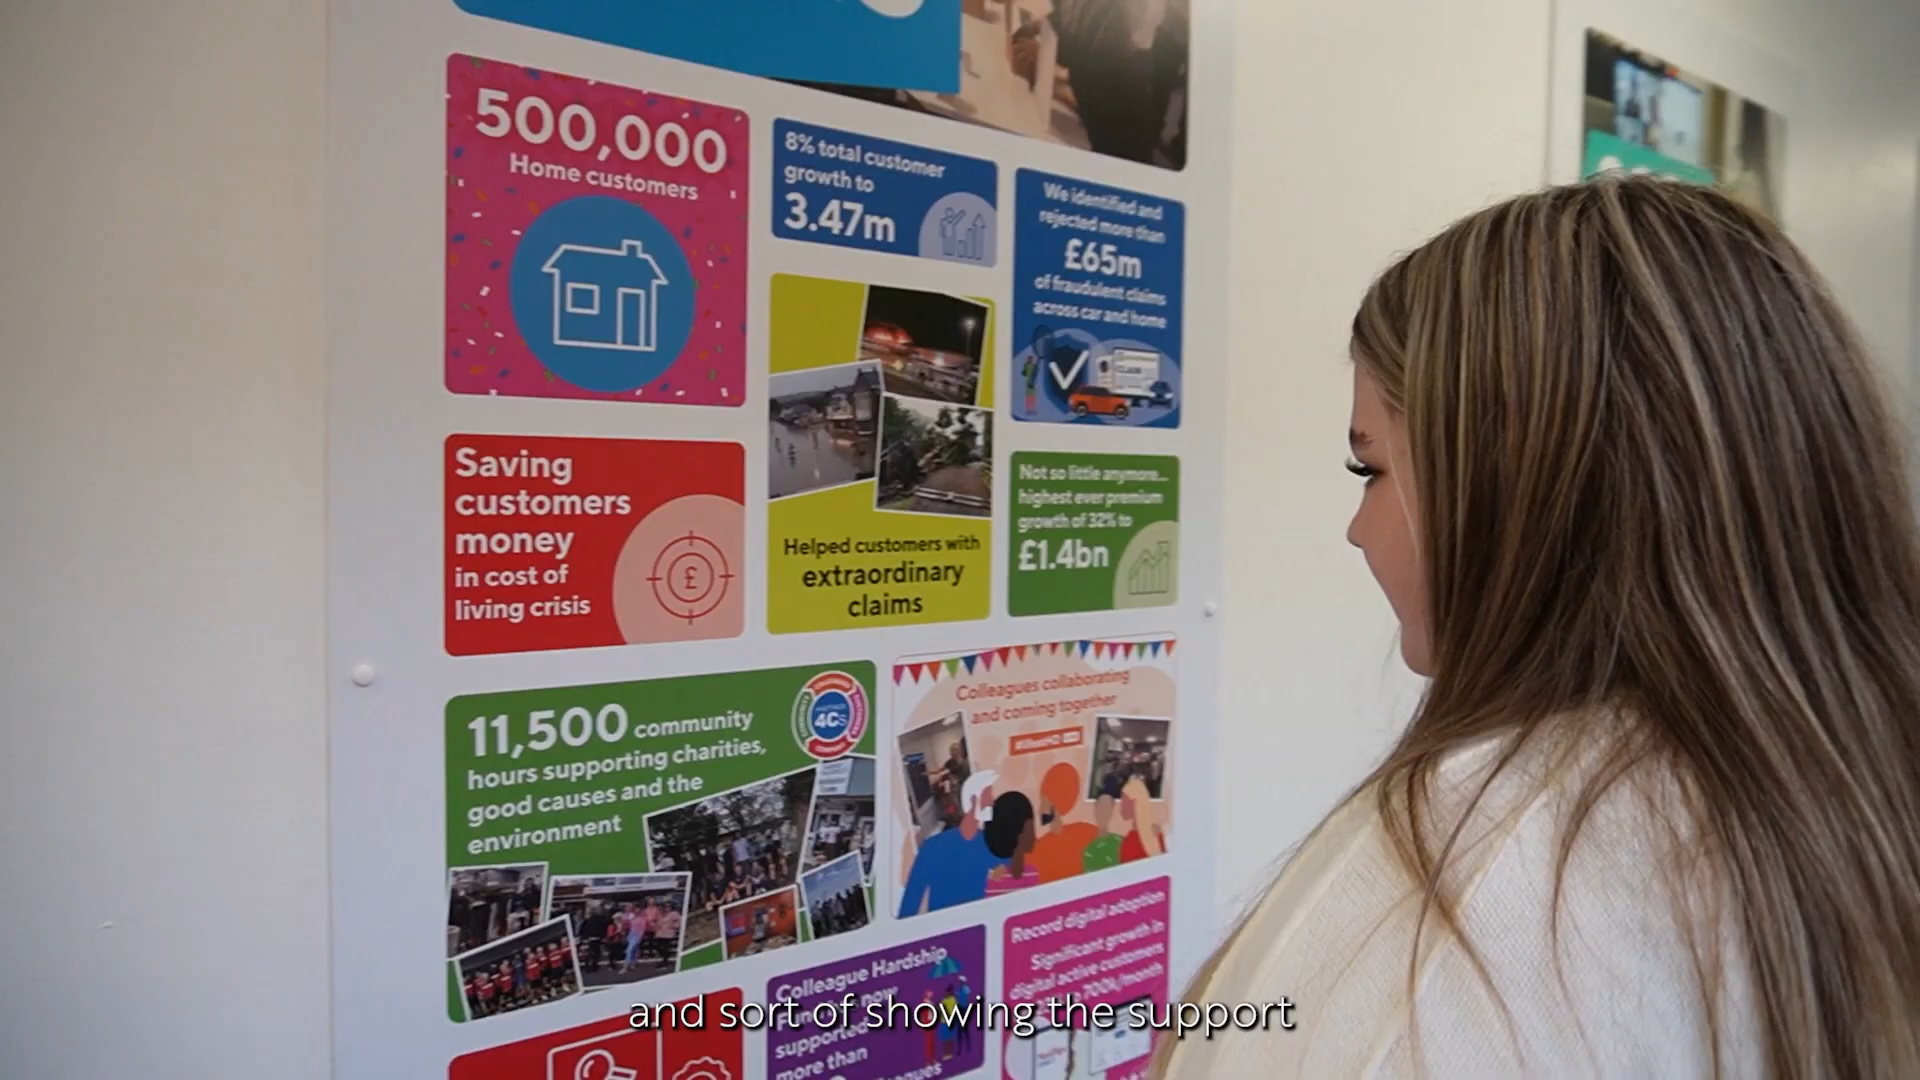 500,000
Home customers
8% total customer
growth to
3.47m
We identified and
rejected more than
£65m
of fraudulent claims
across car and home
CLAIM
Saving
customers
money
in cost of
living crisis
£
Helped customers with
extraordinary
claims
Not so little anymore...
highest ever premium
growth of 32% to
£1.4bn
11,500 community
hours supporting charities,
good causes and the
environment
4Cs
Colleagues collaborating
and coming together
Colleague Hardship
now
supported
more than
Record digital adoption
Significant growth in
digital active customers
700k/month
and sort of showing the support